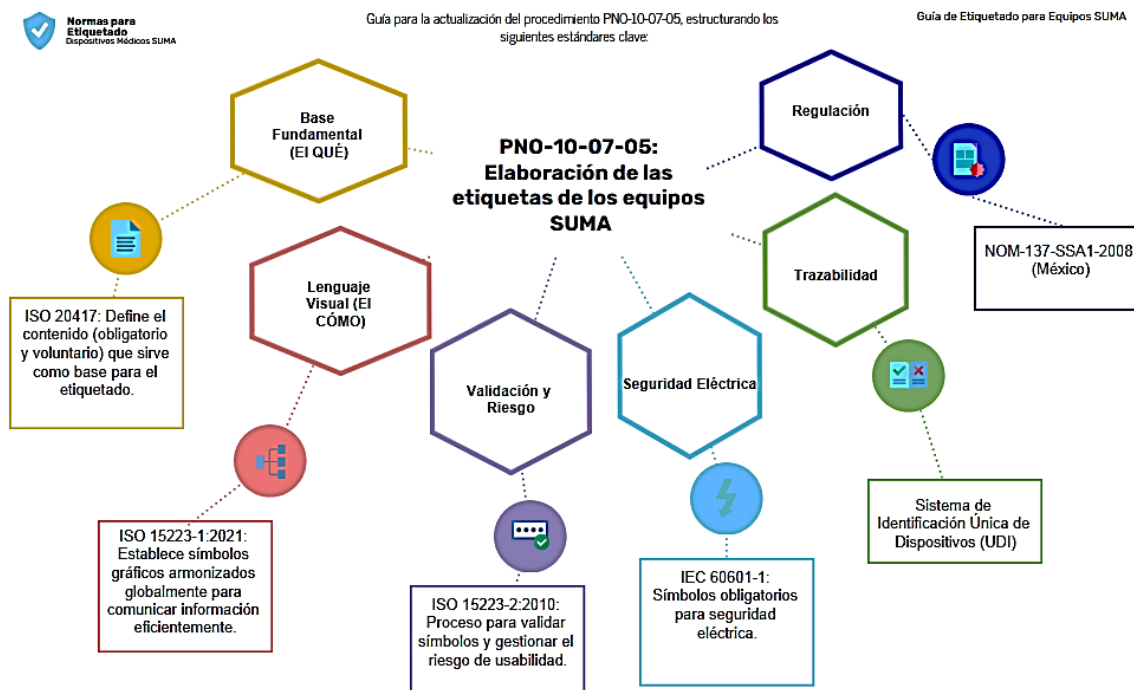 Normas para
Etiquetado
Dispositivos Médicos SUMA
Guía para la actualización del procedimiento PNO-10-07-05, estructurando los
siguientes estándares clave:
Guía de Etiquetado para Equipos SUMA
Base
Fundamental
(El QUÉ)
PNO-10-07-05:
Elaboración de las
etiquetas de los equipos
SUMA
Regulación
Lenguaje
Visual (El
CÓMO)
Validación y
Riesgo
Seguridad Eléctrica
Trazabilidad
NOM-137-SSA1-2008
(México)
ISO 20417: Define el
contenido (obligatorio
y voluntario) que sirve
como base para el
etiquetado.
ISO 15223-1:2021:
Establece símbolos
gráficos armonizados
globalmente para
comunicar información
eficientemente.
ISO 15223-2:2010:
Proceso para validar
símbolos y gestionar el
riesgo de usabilidad.
IEC 60601-1:
Símbolos obligatorios
para seguridad
eléctrica.
Sistema de
Identificación Única de
Dispositivos (UDI)